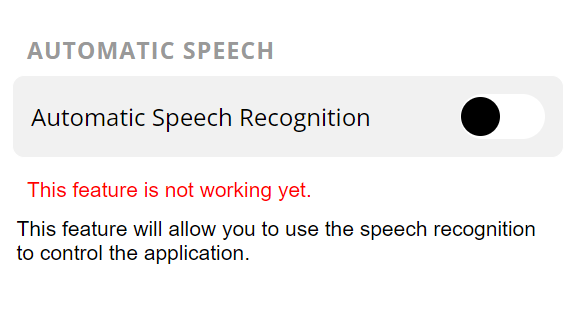 AUTOMATIC SPEECH
Automatic Speech Recognition
This feature is not working yet.
This feature will allow you to use the speech recognition
to control the application.